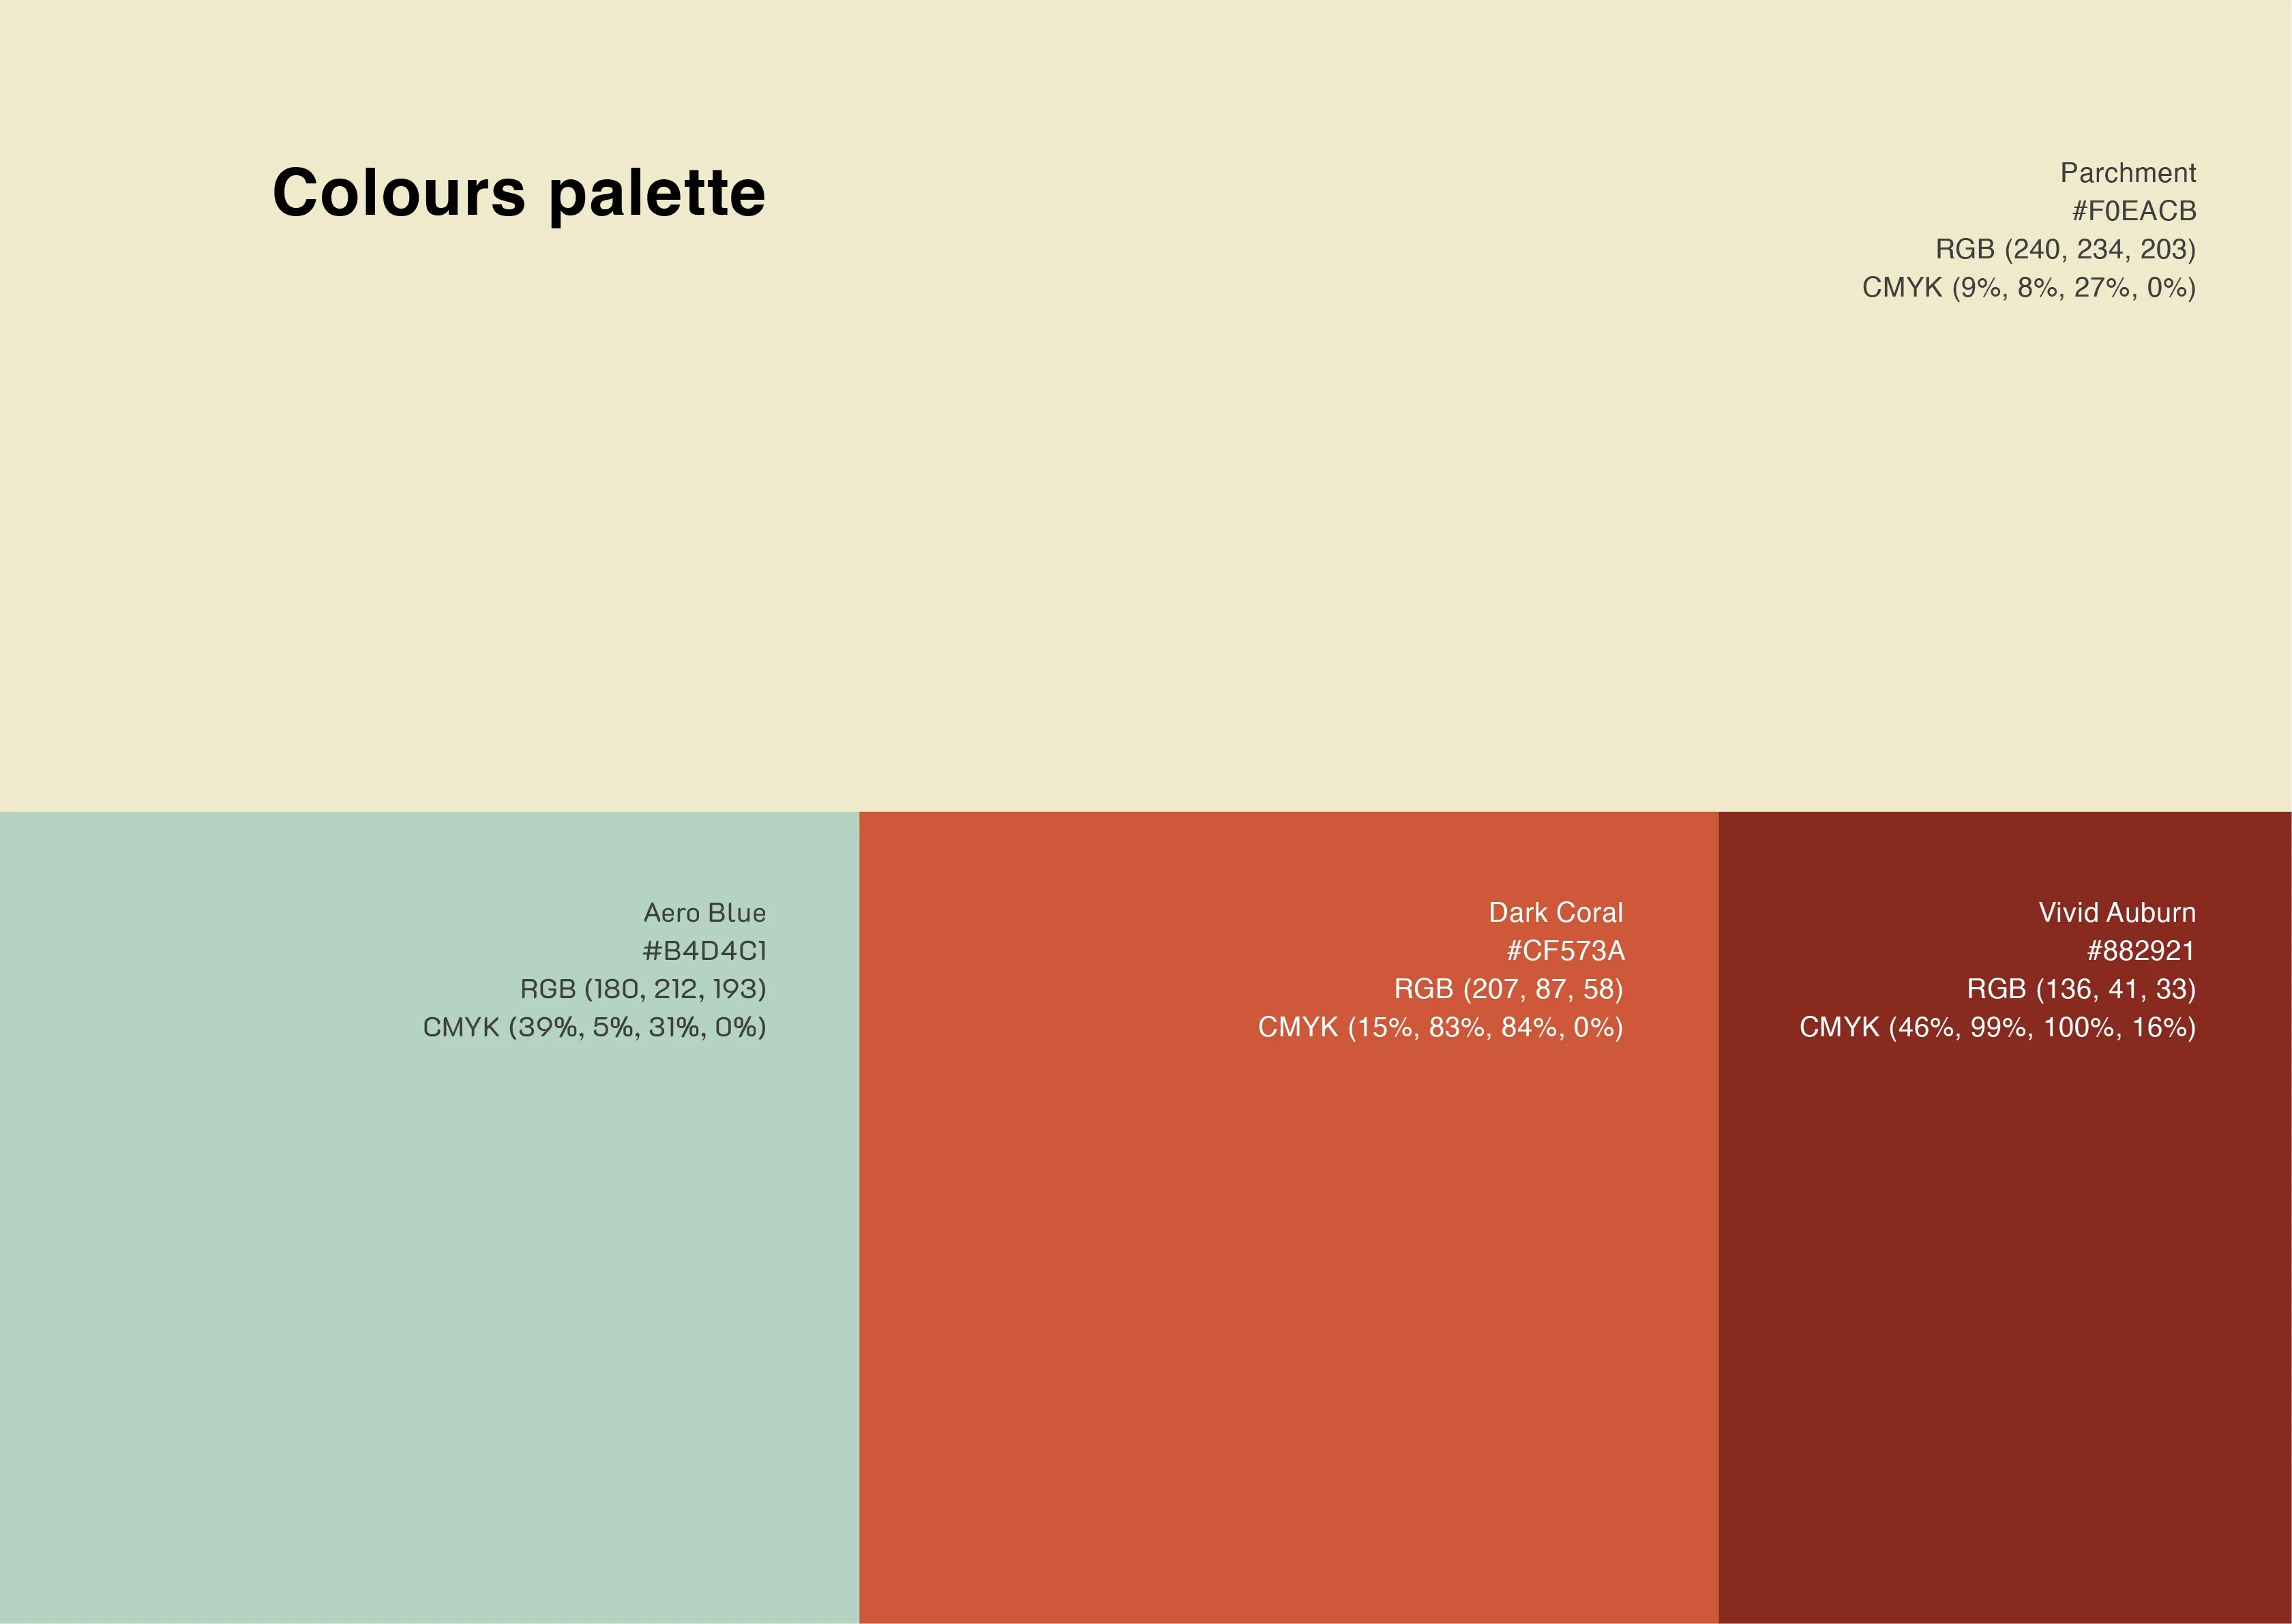 Colours palette
Parchment
#F0EACB
RGB (240, 234, 203)
CMYK (9%, 8%, 27%, 0%)
Aero Blue
#B4D4C1
RGB (180, 212, 193)
CMYK (39%, 5%, 31%, 0%)
Dark Coral
#CF573A
RGB (207, 87, 58)
CMYK (15%, 83%, 84%, 0%)
Vivid Auburn
#882921
RGB (136, 41, 33)
CMYK (46%, 99%, 100%, 16%)